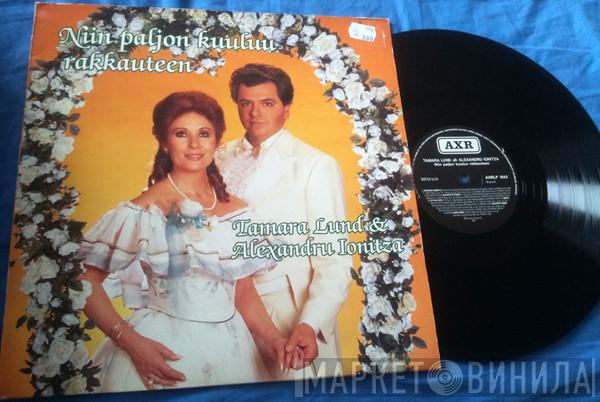 Niin paljon kuuluu
rakkauteen
Tamara Lund &
Alexandru Ionitza
AXR
TAMARA LUND JA ALEXANDRU IONITZA
Niin paljon kuuluu rakkauteen
AXRLP 1043
МАРКЕТ ВИНИЛА